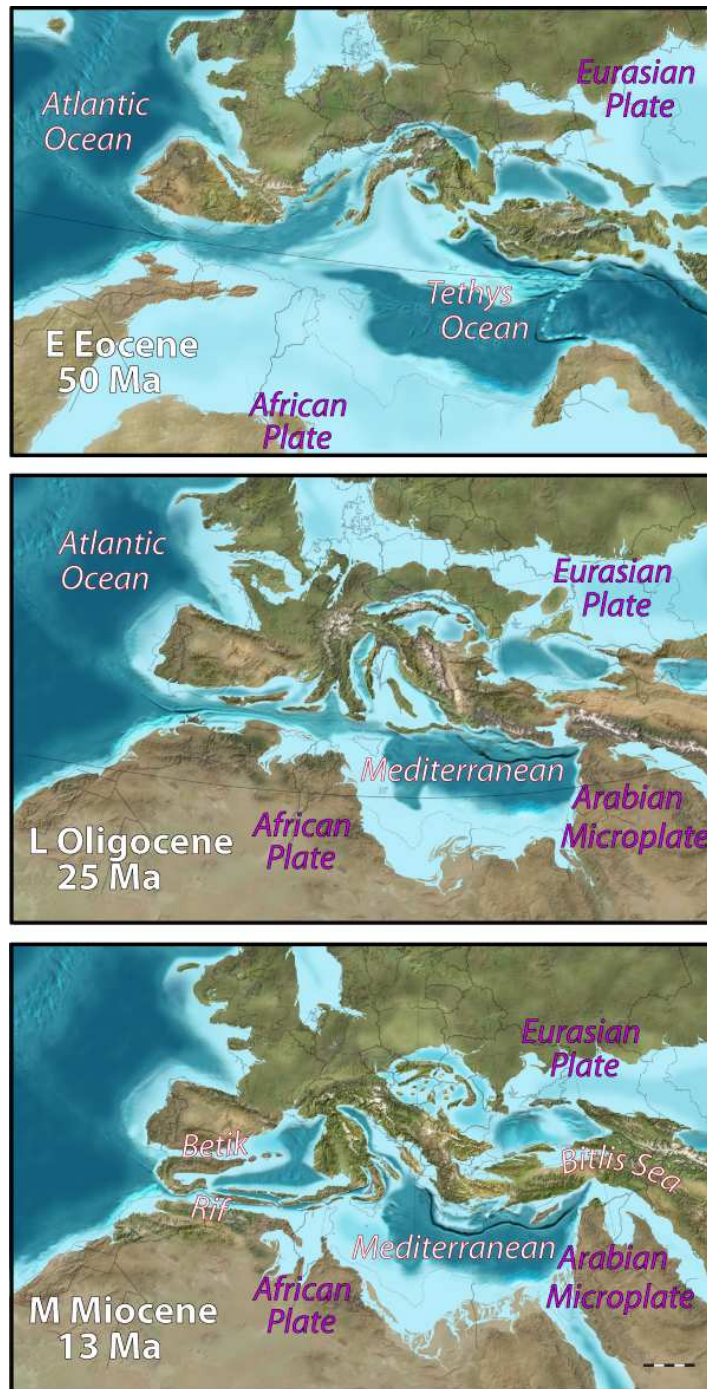 Eurasian
Plate
Atlantic
Ocean
Tethys
Ocean
E Eocene
50 Ma
African
Plate
Atlantic
Ocean
Eurasian
Plate
Mediterranean
Arabian
Microplate
African
Plate
L Oligocene
25 Ma
Eurasian
Plate
Betik
Bitlis Sea
Rif
Mediterranean
Arabian
Microplate
African
Plate
M Miocene
13 Ma